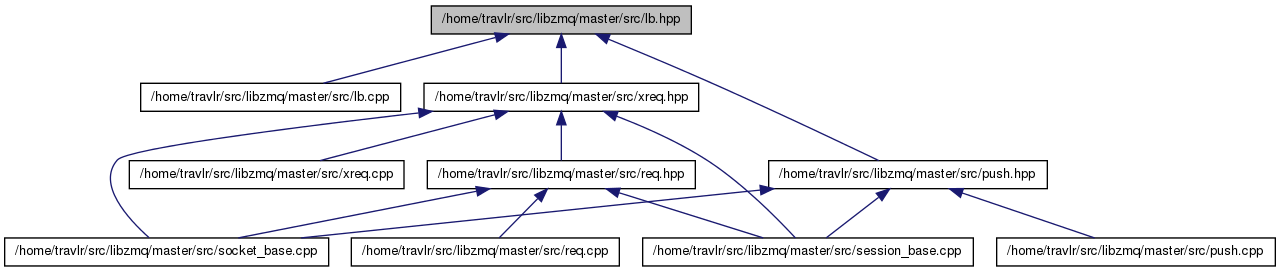 /home/travlr/src/libzmq/master/src/lb.hpp
/home/travlr/src/libzmq/master/src/lb.cpp
/home/travlr/src/libzmq/master/src/xreq.hpp
/home/travlr/src/libzmq/master/src/xreq.cpp
/home/travlr/src/libzmq/master/src/req.hpp
/home/travlr/src/libzmq/master/src/push.hpp
/home/travlr/src/libzmq/master/src/socket_base.cpp
/home/travlr/src/libzmq/master/src/req.cpp
/home/travlr/src/libzmq/master/src/session_base.cpp
/home/travlr/src/libzmq/master/src/push.cpp